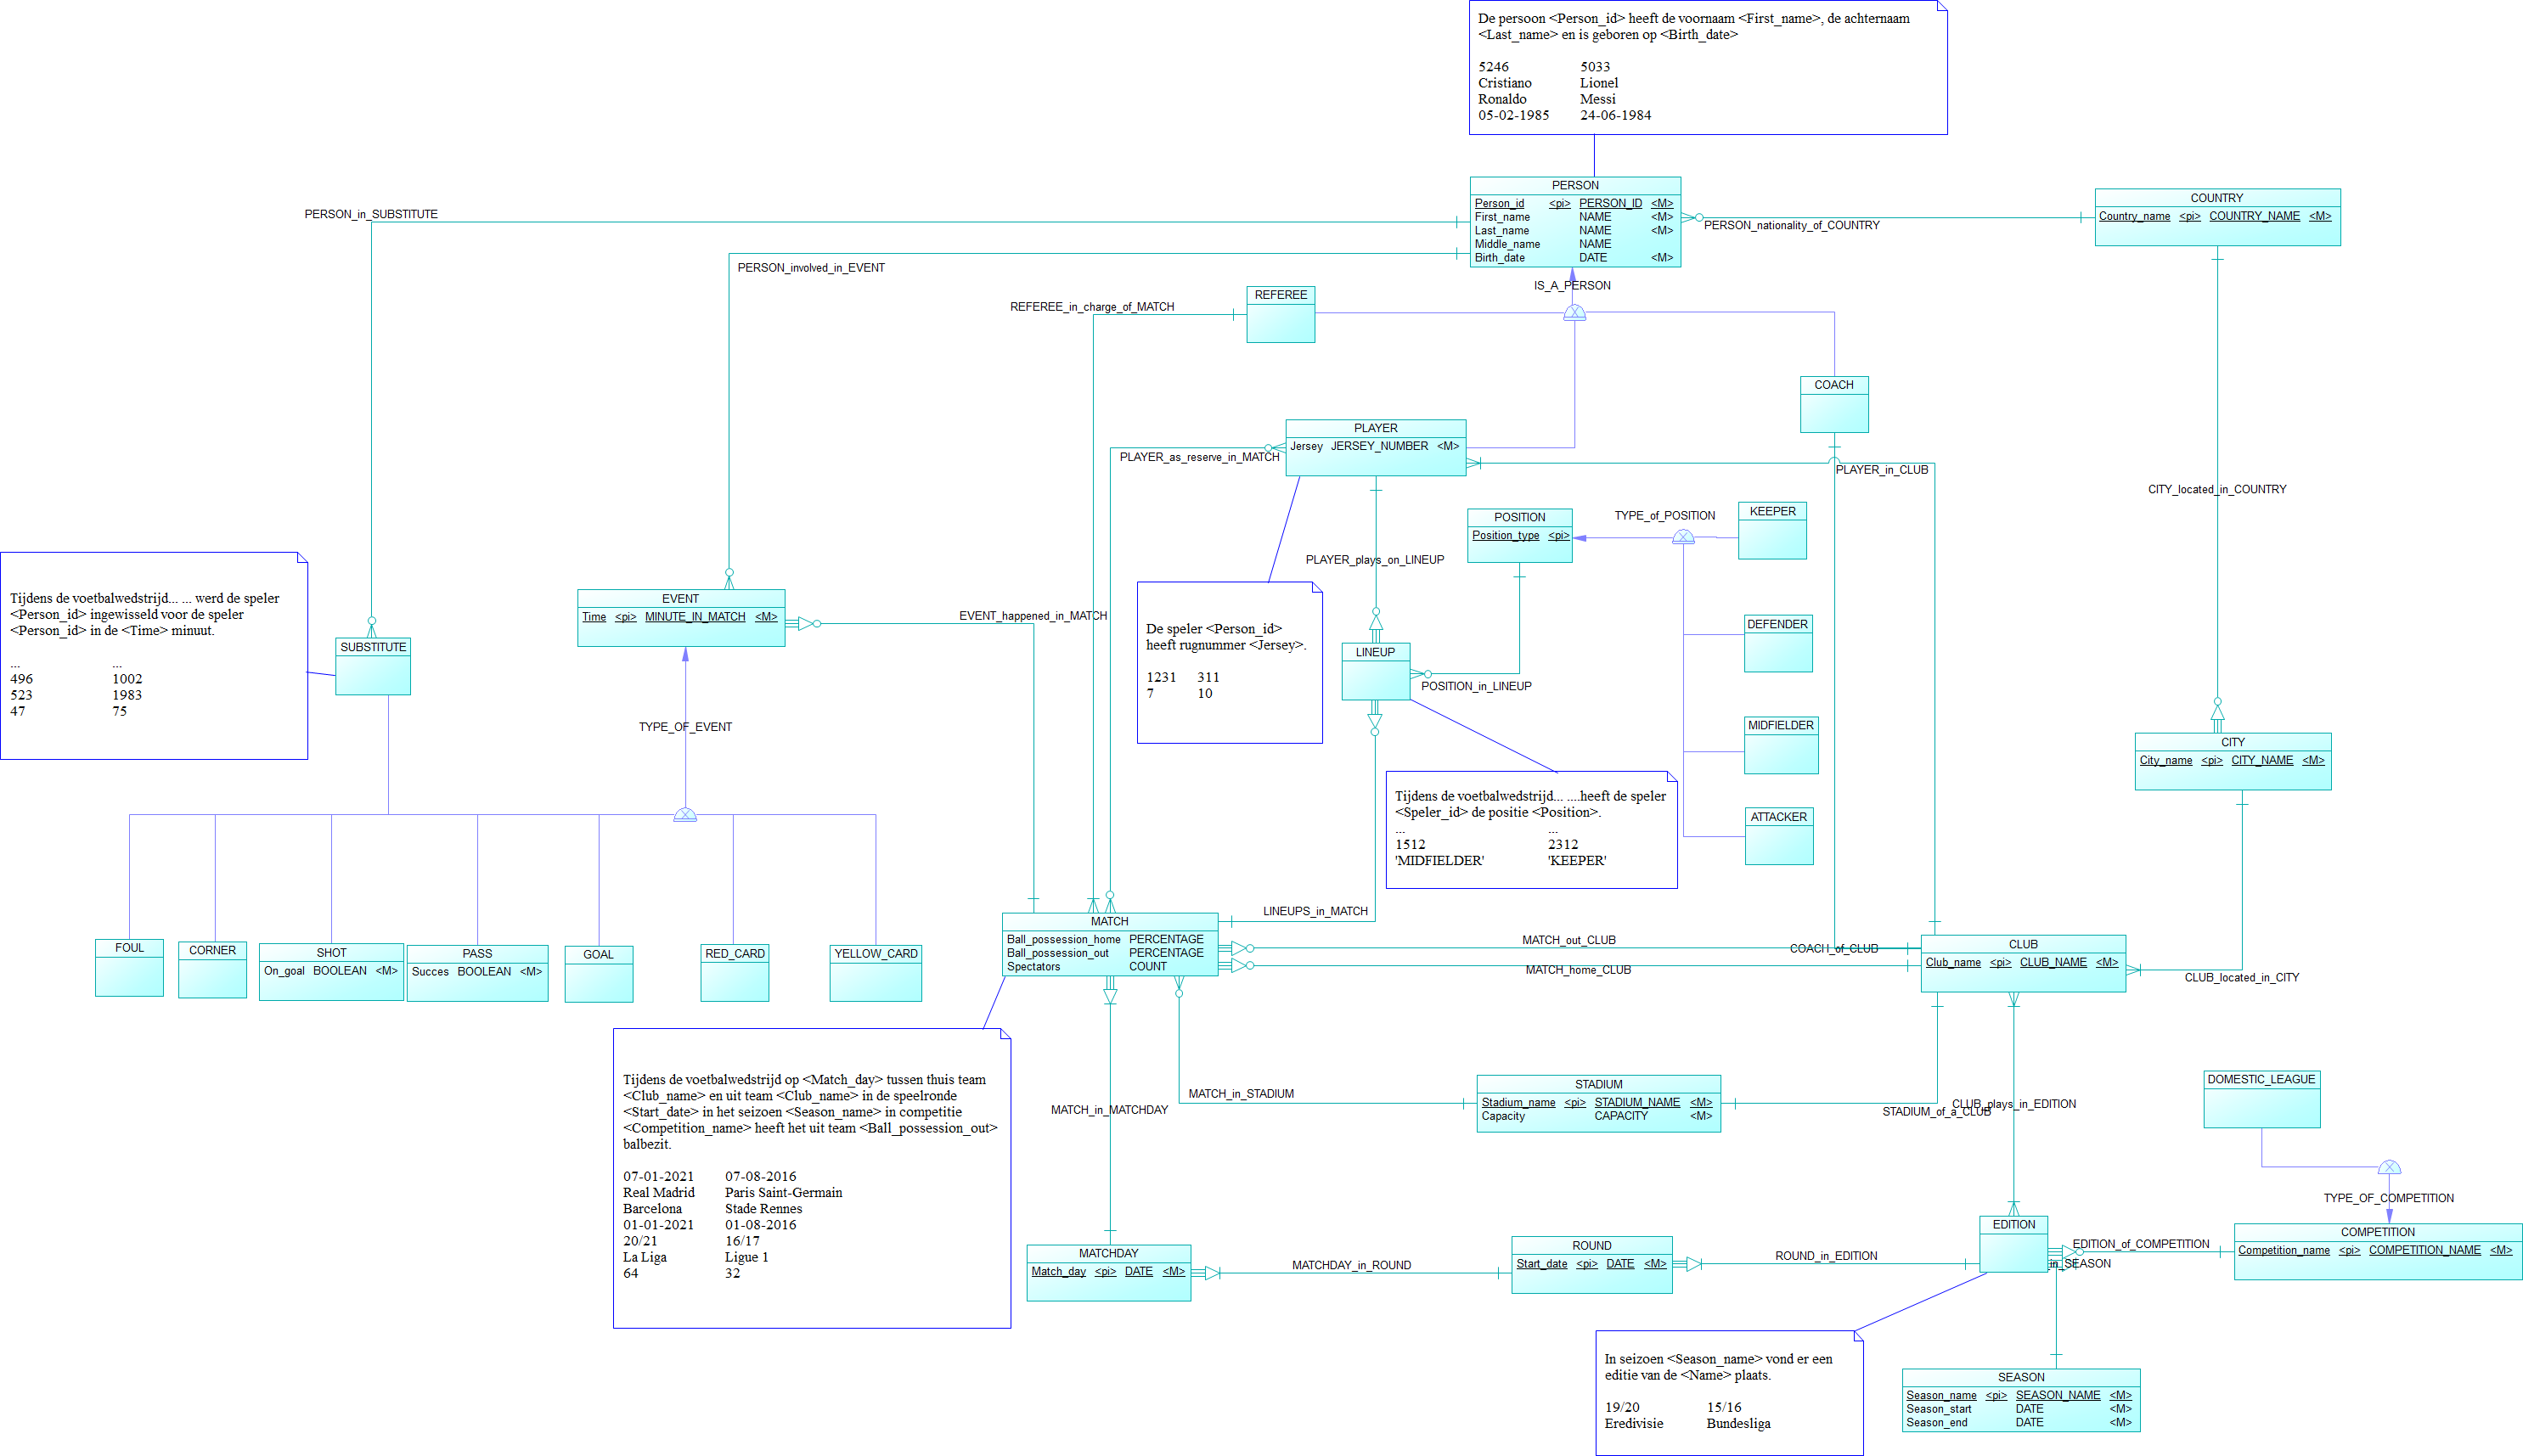 De persoon <Person_id> heeft de voornaam <First_name>, de achternaam
<Last_name> en is geboren op <Birth_date>
5246 5033
Cristiano Lionel
Ronaldo Messi
05-02-1985 24-06-1984
PERSON
Person_id <pi> PERSON_ID <M>
First_name NAME <M>
Last_name NAME <M>
Middle_name NAME
Birth_date DATE <M>
COUNTRY
Country_name <pi> COUNTRY_NAME <M>
PERSON_in_SUBSTITUTE
PERSON_nationality_of_COUNTRY
PERSON_involved_in_EVENT
IS_A_PERSON
REFEREE
REFEREE_in_charge_of_MATCH
COACH
PLAYER
Jersey JERSEY_NUMBER <M>
PLAYER_as_reserve_in_MATCH
PLAYER_in_CLUB
CITY_located_in_COUNTRY
POSITION
Position_type <pi>
TYPE_of_POSITION
KEEPER
DEFENDER
MIDFIELDER
ATTACKER
PLAYER_plays_on_LINEUP
Tijdens de voetbalwedstrijd... ... werd de speler
<Person_id> ingewisseld voor de speler
<Person_id> in de <Time> minuut.
... ...
496 1002
523 1983
47 75
SUBSTITUTE
EVENT
Time <pi> MINUTE_IN_MATCH <M>
EVENT_happened_in_MATCH
De speler <Person_id>
heeft rugnummer <Jersey>.
1231 311
7 10
LINEUP
POSITION_in_LINEUP
TYPE_OF_EVENT
CITY
City_name <pi> CITY_NAME <M>
Tijdens de voetbalwedstrijd... ....heeft de speler
<Speler_id> de positie <Position>.
... ...
1512 2312
'MIDFIELDER' 'KEEPER'
LINEUPS_in_MATCH
FOUL
CORNER
SHOT
On_goal BOOLEAN <M>
PASS
Succes BOOLEAN <M>
GOAL
RED_CARD
YELLOW_CARD
MATCH
Ball_possession_home PERCENTAGE
Ball_possession_out PERCENTAGE
Spectators COUNT
MATCH_out_CLUB
COACH_of_CLUB
MATCH_home_CLUB
CLUB
Club_name <pi> CLUB_NAME <M>
CLUB_located_in_CITY
Tijdens de voetbalwedstrijd op <Match_day> tussen thuis team
<Club_name> en uit team <Club_name> in de speelronde
<Start_date> in het seizoen <Season_name> in competitie
<Competition_name> heeft het uit team <Ball_possession_out>
balbezit.
07-01-2021 07-08-2016
Real Madrid Paris Saint-Germain
Barcelona Stade Rennes
01-01-2021 01-08-2016
20/21 16/17
La Liga Ligue 1
64 32
MATCH_in_MATCHDAY
MATCH_in_STADIUM
STADIUM
Stadium_name <pi> STADIUM_NAME <M>
Capacity CAPACITY <M>
STADIUM_of_a_CLUB
CLUB_plays_in_EDITION
DOMESTIC_LEAGUE
TYPE_OF_COMPETITION
MATCHDAY
Match_day <pi> DATE <M>
MATCHDAY_in_ROUND
ROUND
Start_date <pi> DATE <M>
ROUND_in_EDITION
EDITION
EDITION_of_COMPETITION
in_SEASON
COMPETITION
Competition_name <pi> COMPETITION_NAME <M>
In seizoen <Season_name> vond er een
editie van de <Name> plaats.
19/20 15/16
Eredivisie Bundesliga
SEASON
Season_name <pi> SEASON_NAME <M>
Season_start DATE <M>
Season_end DATE <M>